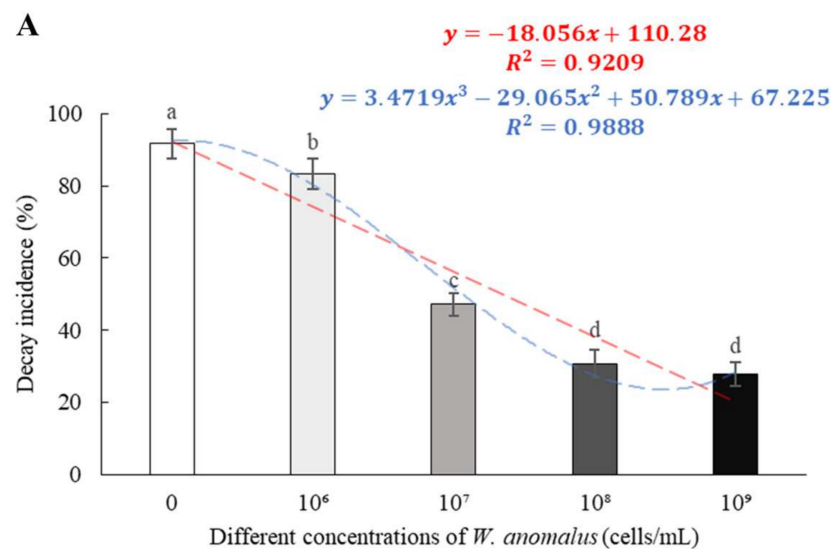 A
y = −18.056x + 110.28
R² = 0.9209
y = 3.4719x³ − 29.065x² + 50.789x + 67.225
R² = 0.9888
100
80
60
40
20
0
Decay incidence (%)
a
b
c
d
d
0 10⁶ 10⁷ 10⁸ 10⁹
Different concentrations of W. anomalus (cells/mL)